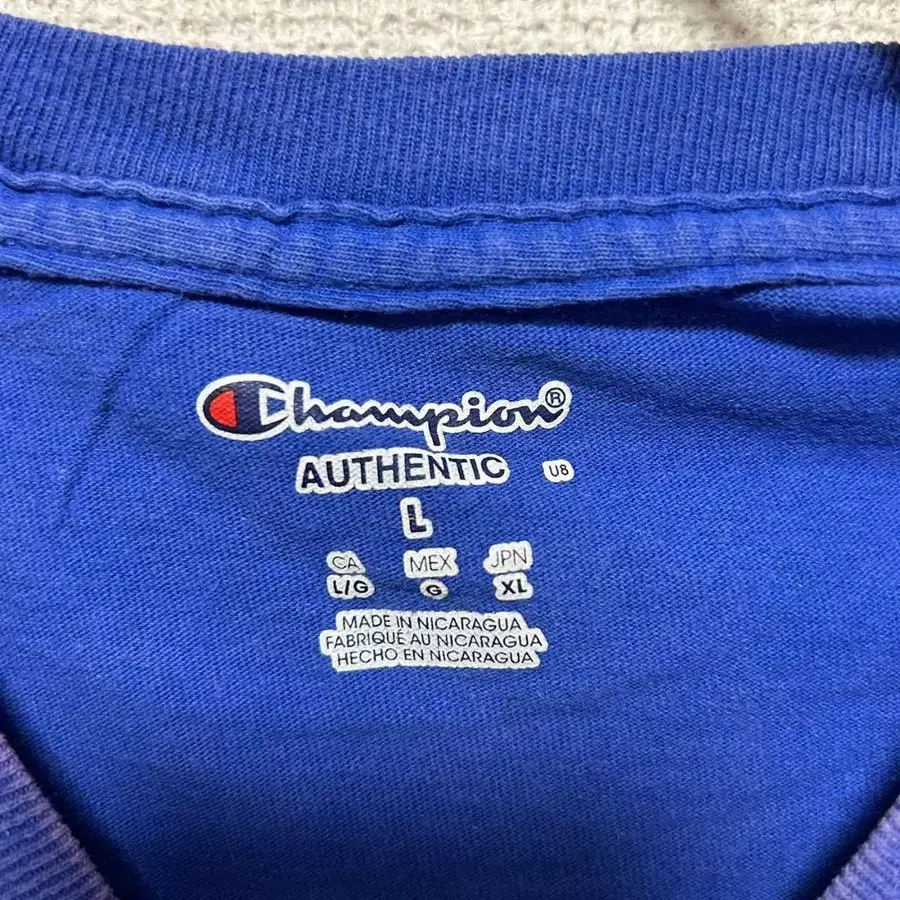 Champion®
AUTHENTIC U8
L
CA MEX JPN
L/G G XL
MADE IN NICARAGUA
FABRIQUÉ AU NICARAGUA
HECHO EN NICARAGUA